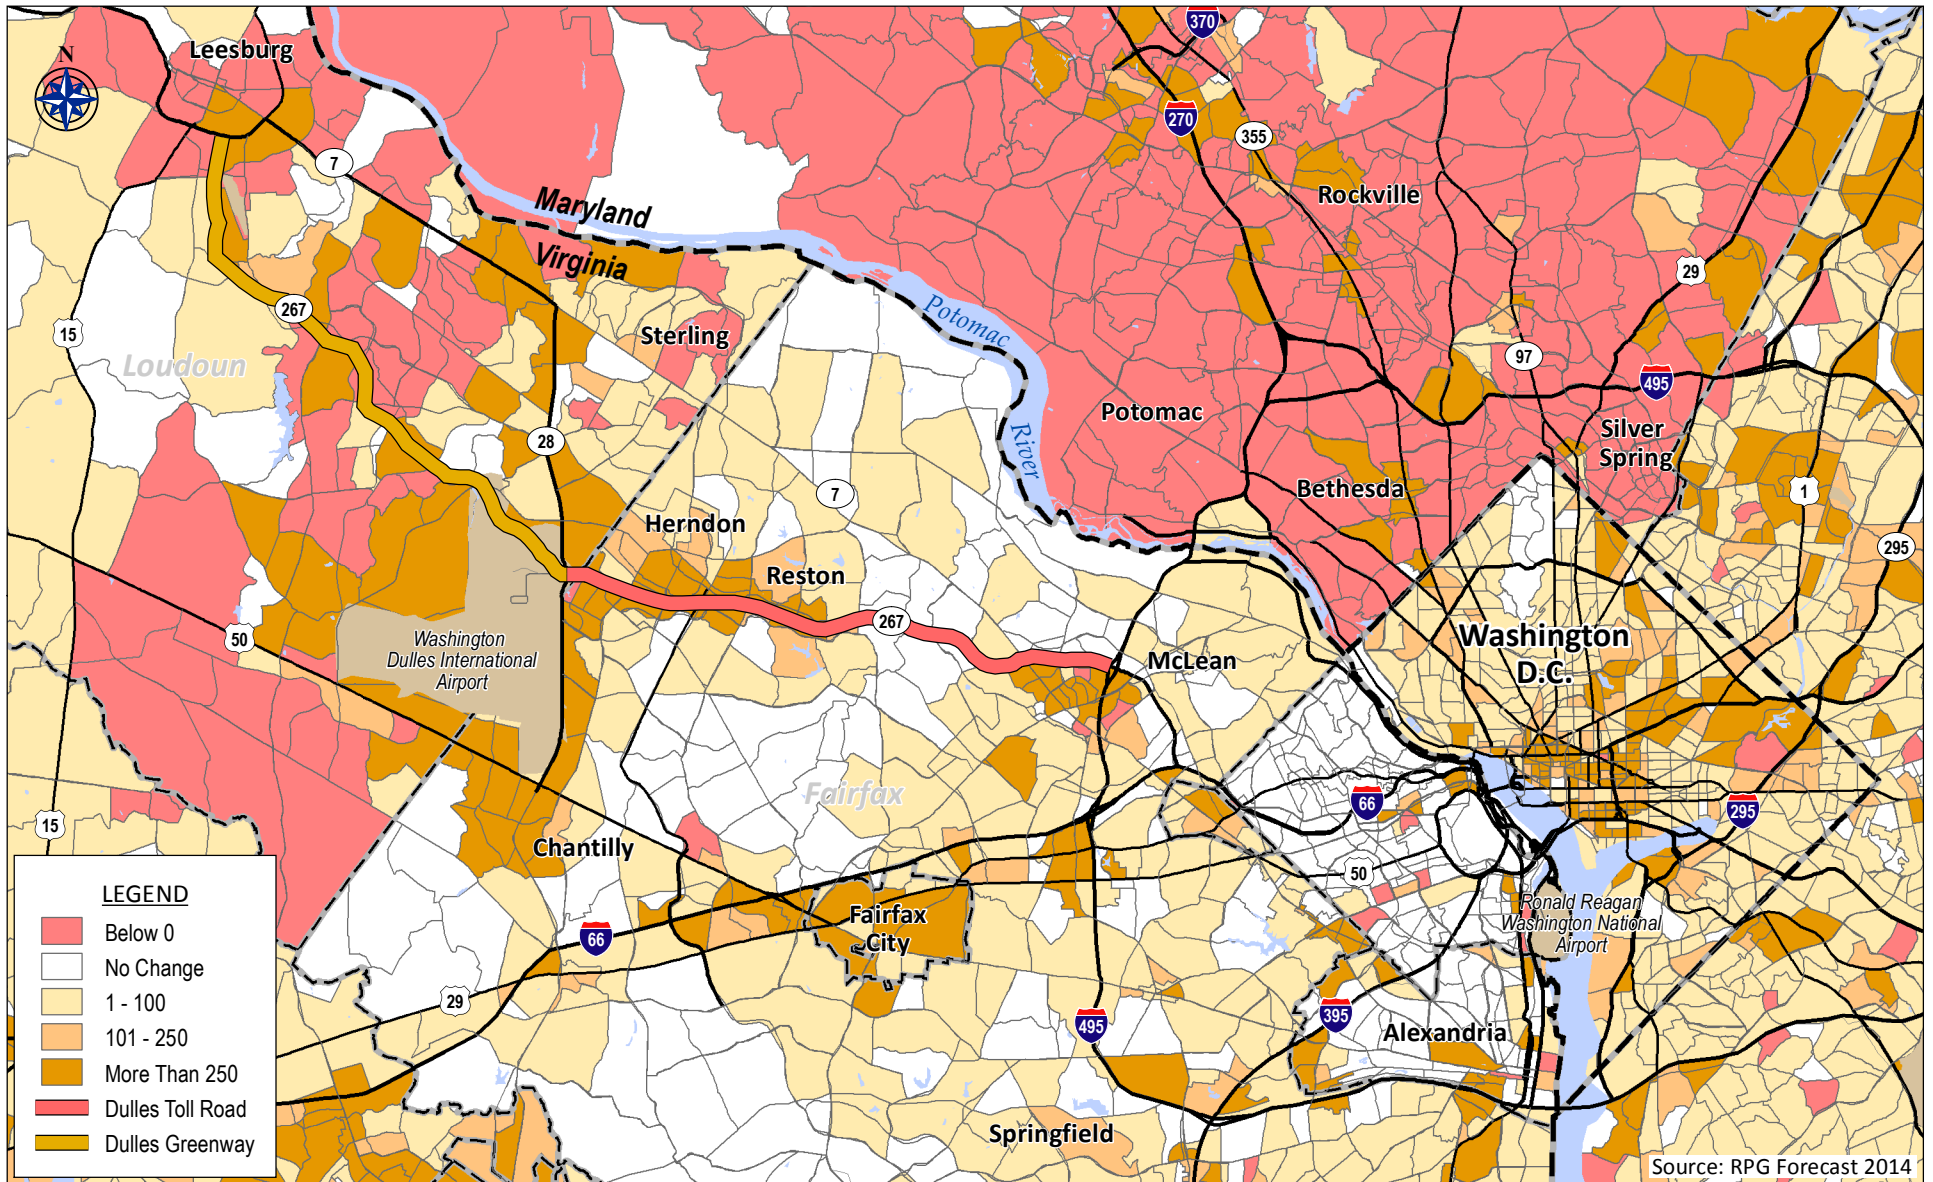 370
Leesburg
N
270
355
7
Rockville
Maryland
Virginia
29
267
Potomac
River
15
Sterling
Loudoun
97
495
Potomac
28
Silver
Spring
Bethesda
7
1
Herndon
295
Reston
267
50
Washington
D.C.
Washington
Dulles International
Airport
McLean
Fairfax
66
295
15
Chantilly
50
Fairfax
City
Ronald Reagan
Washington National
Airport
66
29
495
395
Alexandria
Springfield
LEGEND
Below 0
No Change
1 - 100
101 - 250
More Than 250
Dulles Toll Road
Dulles Greenway
Source: RPG Forecast 2014